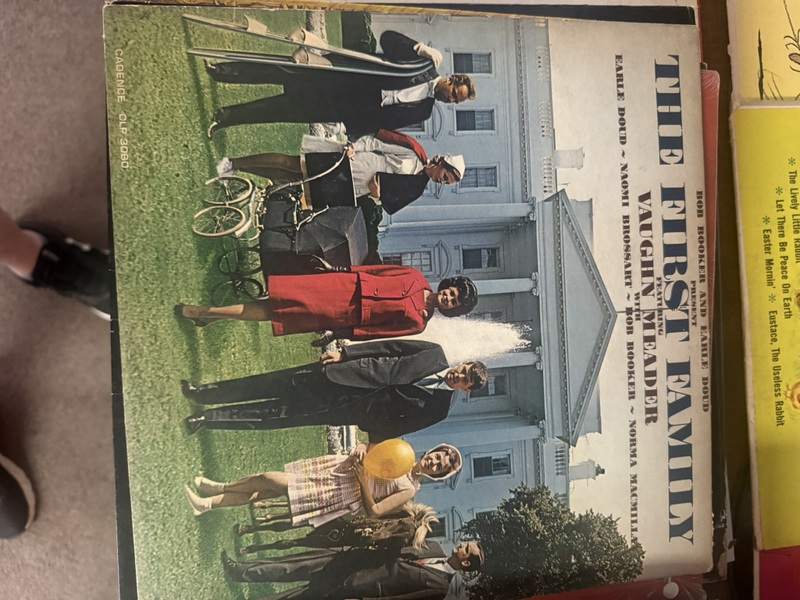 BOB BOOKER AND EARLE DOUD
PRESENT
THE FIRST FAMILY
FEATURING
VAUGHN MEADER
WITH
EARLE DOUD ~ NAOMI BROSSART ~ BOB BOOKER ~ NORMA MACMILLA
CADENCE CLP 3060
* The Lively Little Rabbit
* Let There Be Peace On Earth
* Easter Mornin' * Eustace, The Useless Rabbit